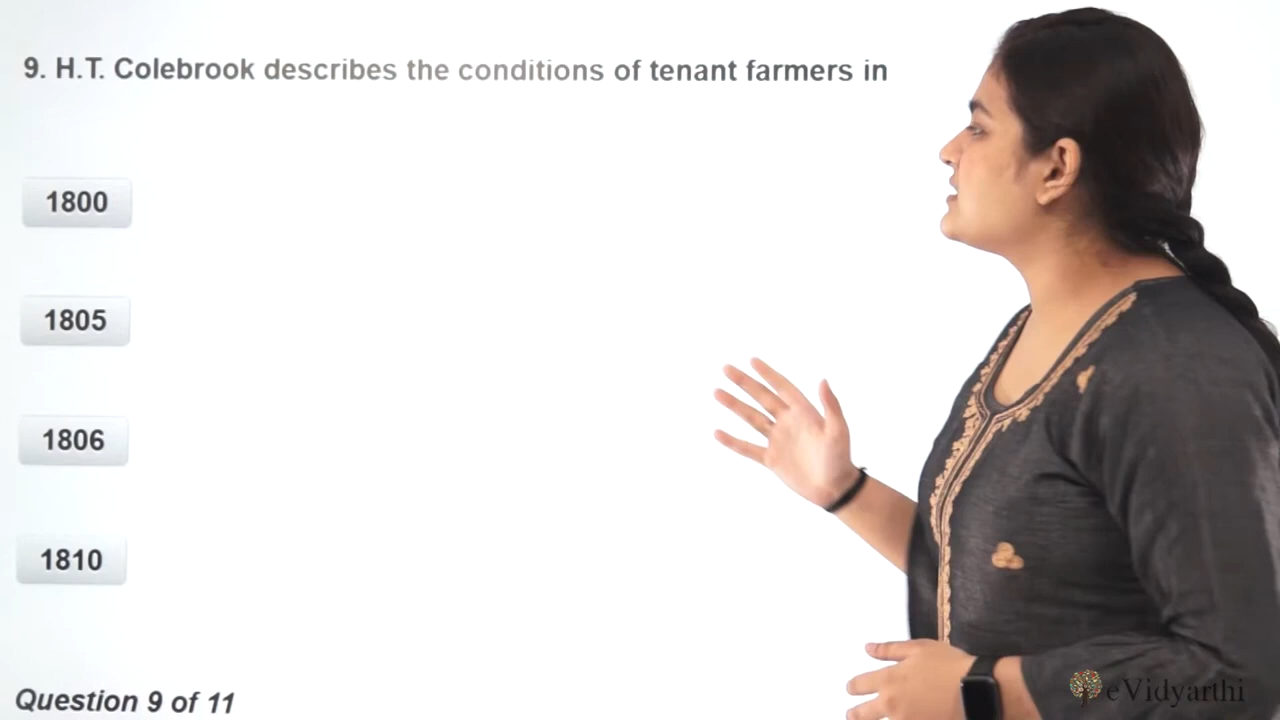 9. H.T. Colebrook describes the conditions of tenant farmers in
1800
1805
1806
1810
Question 9 of 11
eVidyarthi